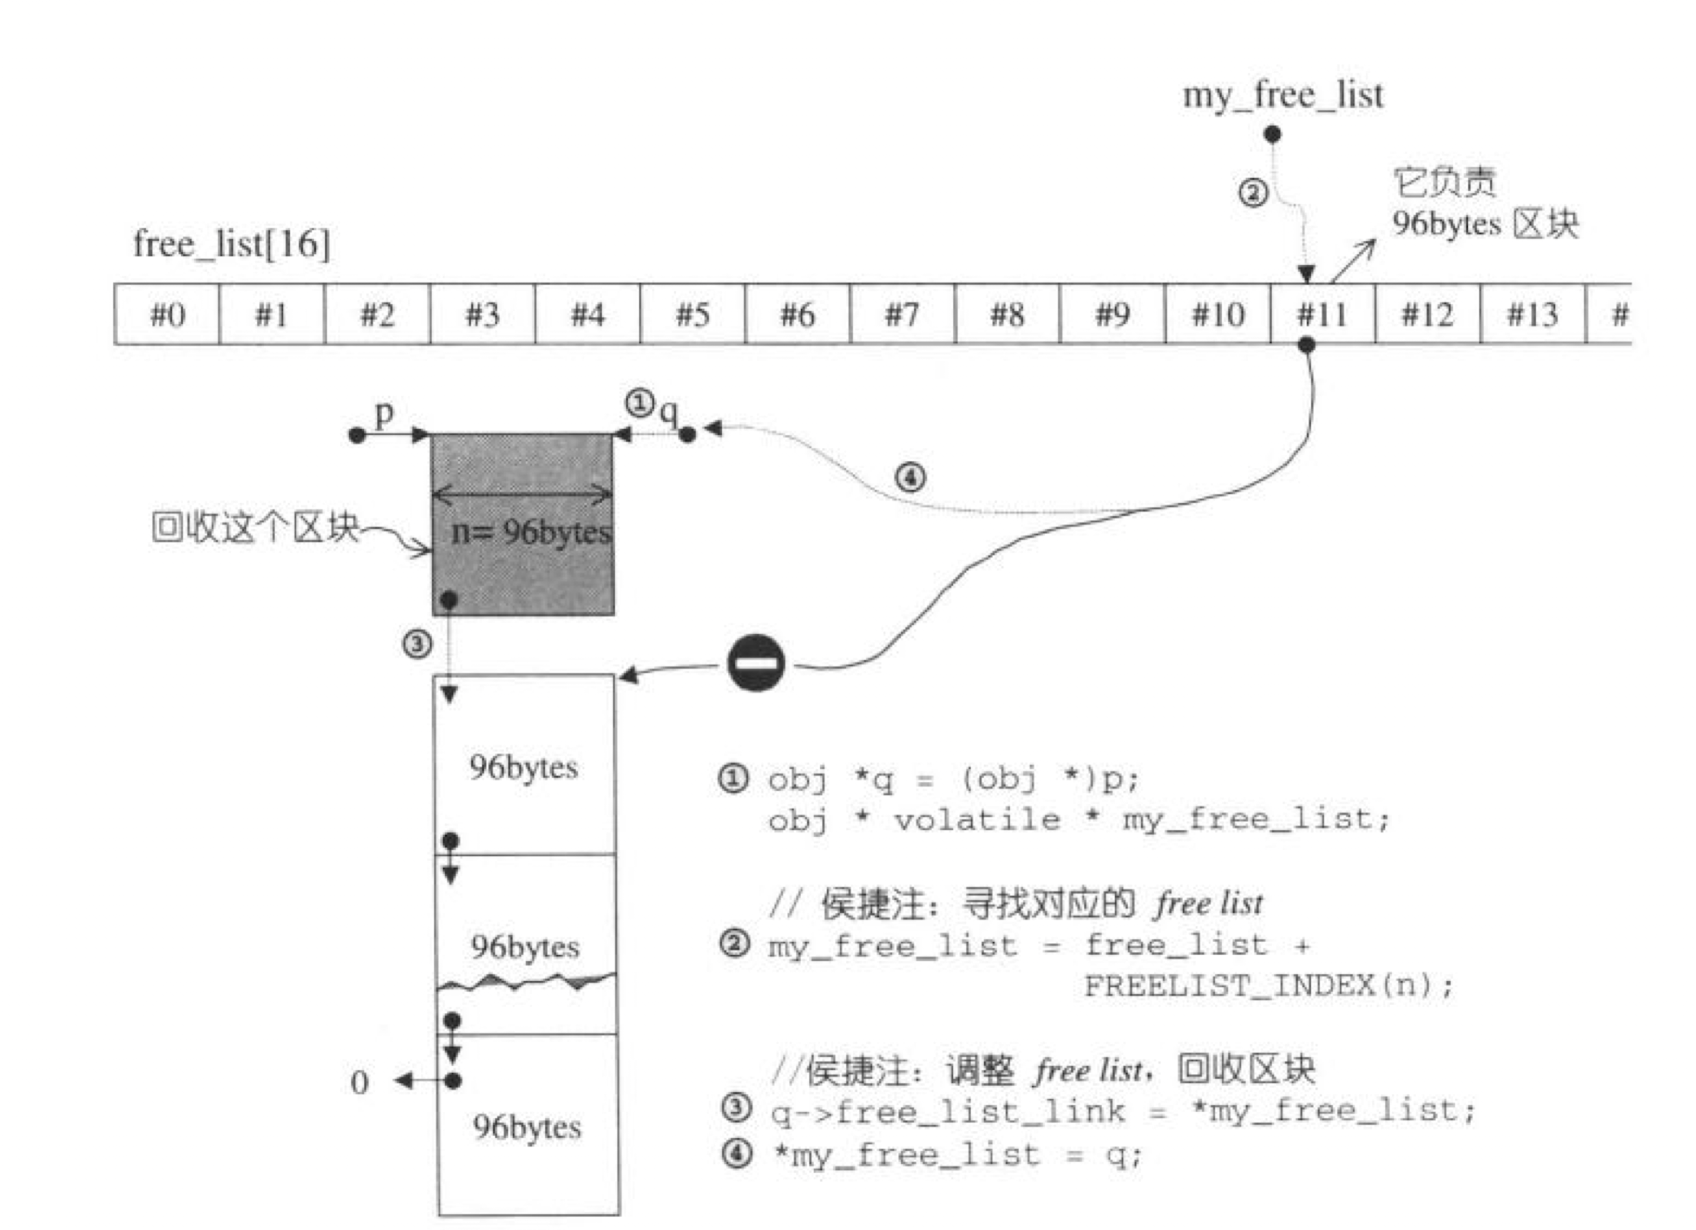 my_free_list
②
它负责
96bytes 区块
free_list[16]
#0 #1 #2 #3 #4 #5 #6 #7 #8 #9 #10 #11 #12 #13 #
p ① q
④
回收这个区块
n= 96bytes
③
96bytes
① obj *q = (obj *)p;
obj * volatile * my_free_list;
// 侯捷注：寻找对应的 free list
96bytes
② my_free_list = free_list +
FREELIST_INDEX(n);
//侯捷注：调整 free list，回收区块
0
③ q->free_list_link = *my_free_list;
96bytes
④ *my_free_list = q;